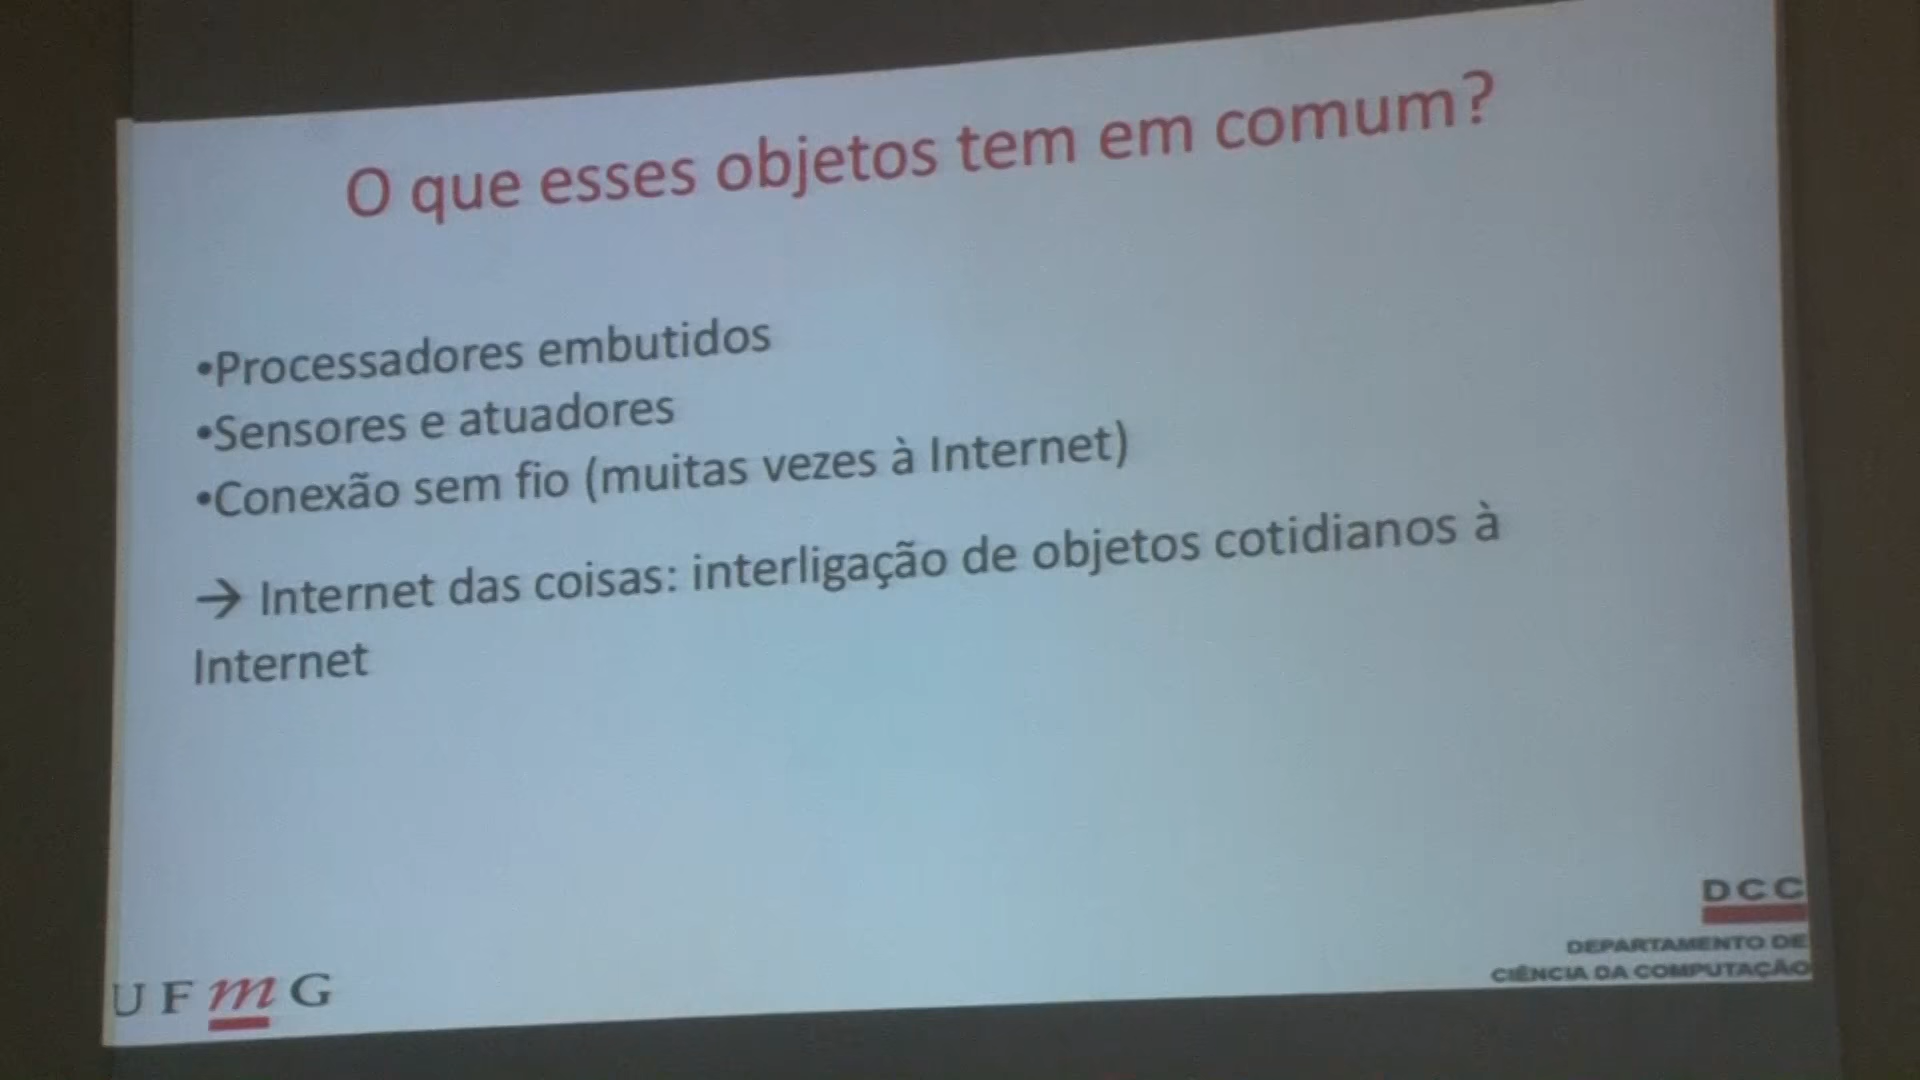 O que esses objetos tem em comum?
•Processadores embutidos
•Sensores e atuadores
•Conexão sem fio (muitas vezes à Internet)
→ Internet das coisas: interligação de objetos cotidianos à
Internet
UFmG
DCC
DEPARTAMENTO DE
CIÊNCIA DA COMPUTAÇÃO